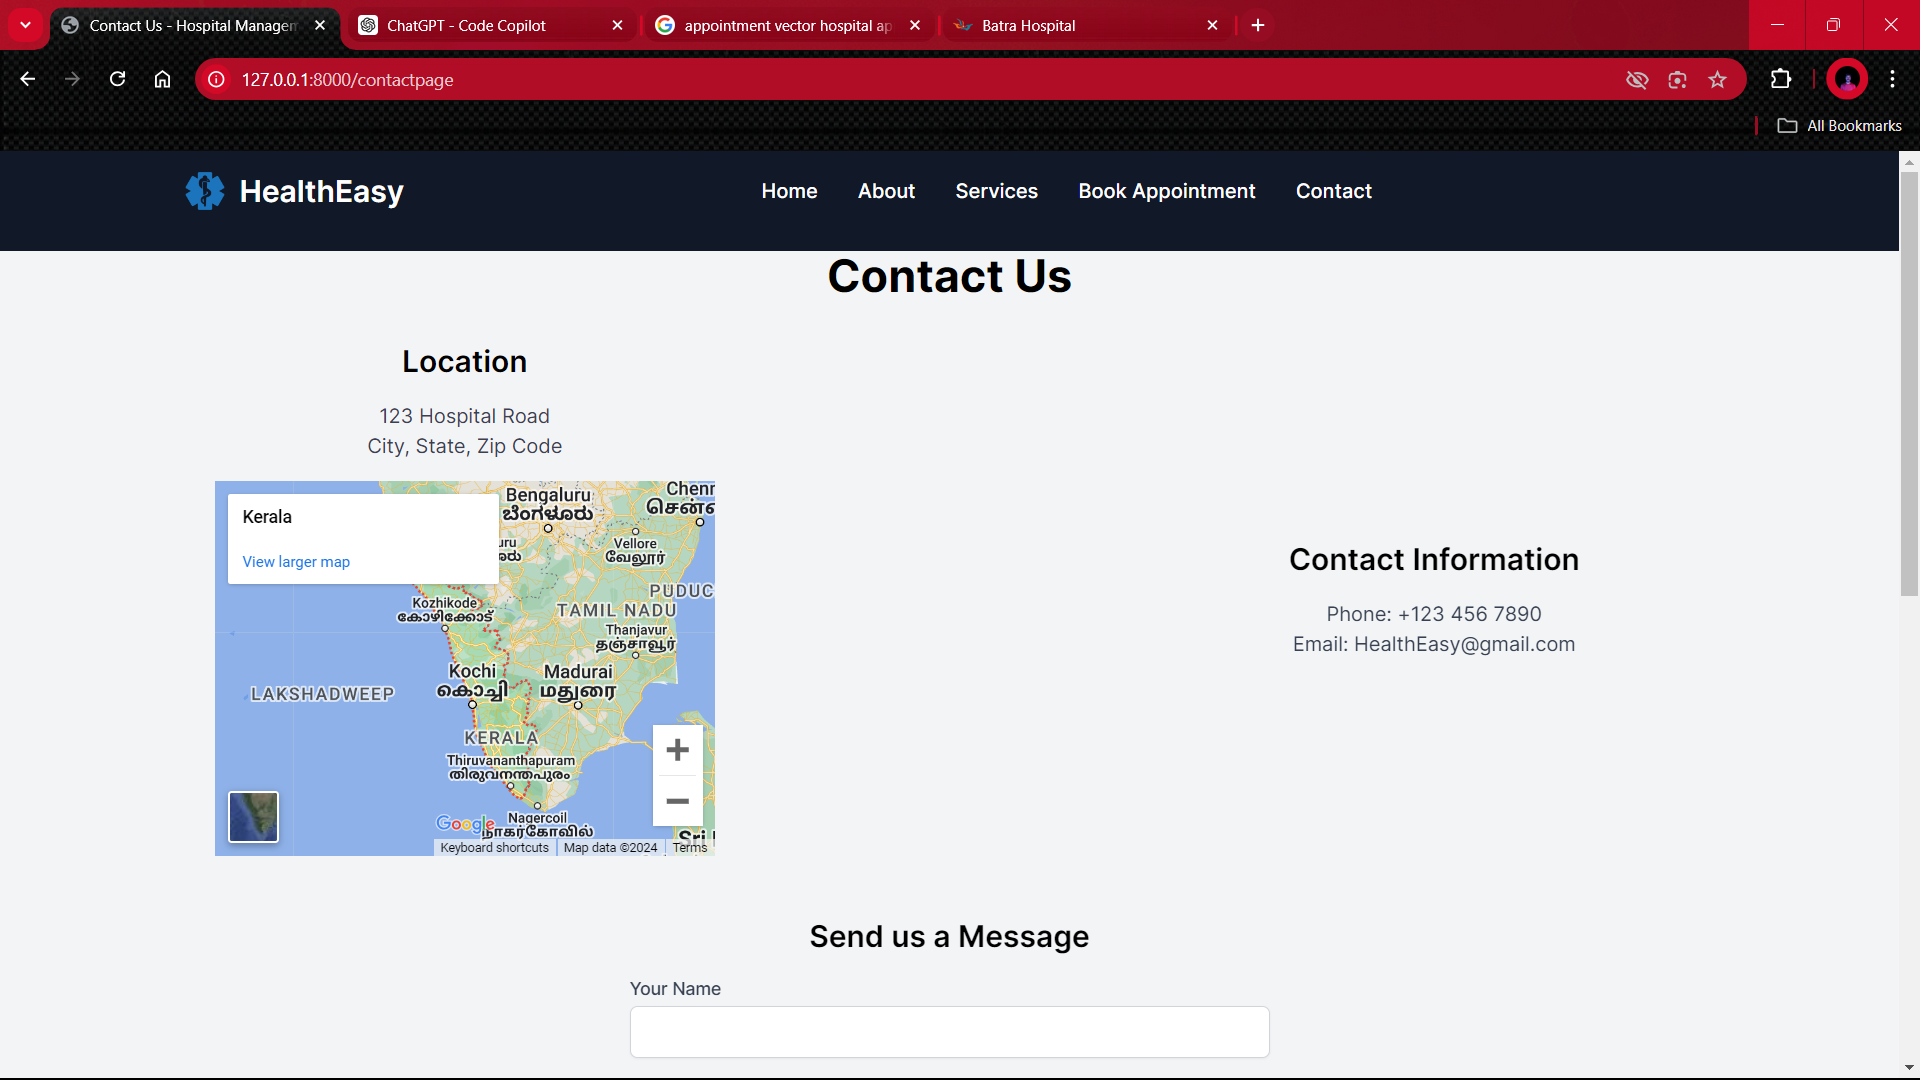 Contact Us - Hospital Managem
ChatGPT - Code Copilot
appointment vector hospital ap
Batra Hospital
127.0.0.1:8000/contactpage
All Bookmarks
HealthEasy
Home
About
Services
Book Appointment
Contact
Contact Us
Location
123 Hospital Road
City, State, Zip Code
Kerala
View larger map
Bengaluru
ಬೆಂಗಳೂರು
Chenn
சென்
Vellore
வேலூர்
PUDUC
Kozhikode
കോഴിക്കോട്
TAMIL NADU
Thanjavur
தஞ்சாவூர்
Kochi
കൊച്ചി
Madurai
மதுரை
LAKSHADWEEP
KERALA
Thiruvananthapuram
തിരുവനന്തപുരം
Nagercoil
நாகர்கோவில்
Google
Sri
Keyboard shortcuts
Map data ©2024
Terms
Contact Information
Phone: +123 456 7890
Email: HealthEasy@gmail.com
Send us a Message
Your Name